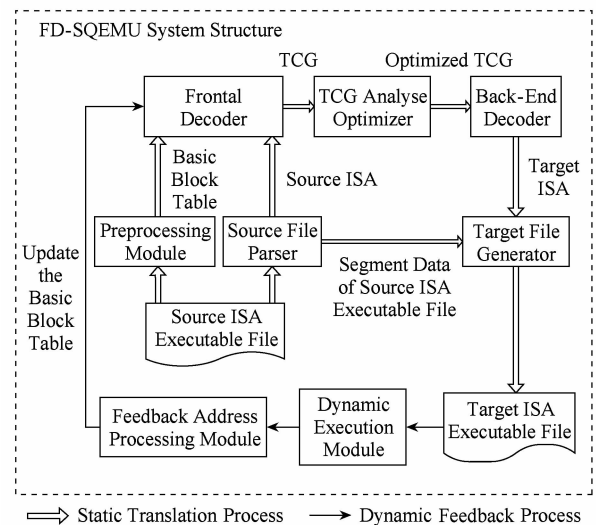 FD-SQEMU System Structure
TCG
Optimized TCG
Frontal
Decoder
TCG Analyse
Optimizer
Back-End
Decoder
Basic
Block
Table
Source ISA
Target
ISA
Preprocessing
Module
Source File
Parser
Target File
Generator
Update
the
Basic
Block
Table
Segment Data
of Source ISA
Executable File
Source ISA
Executable File
Feedback Address
Processing Module
Dynamic
Execution
Module
Target ISA
Executable File
Static Translation Process
Dynamic Feedback Process